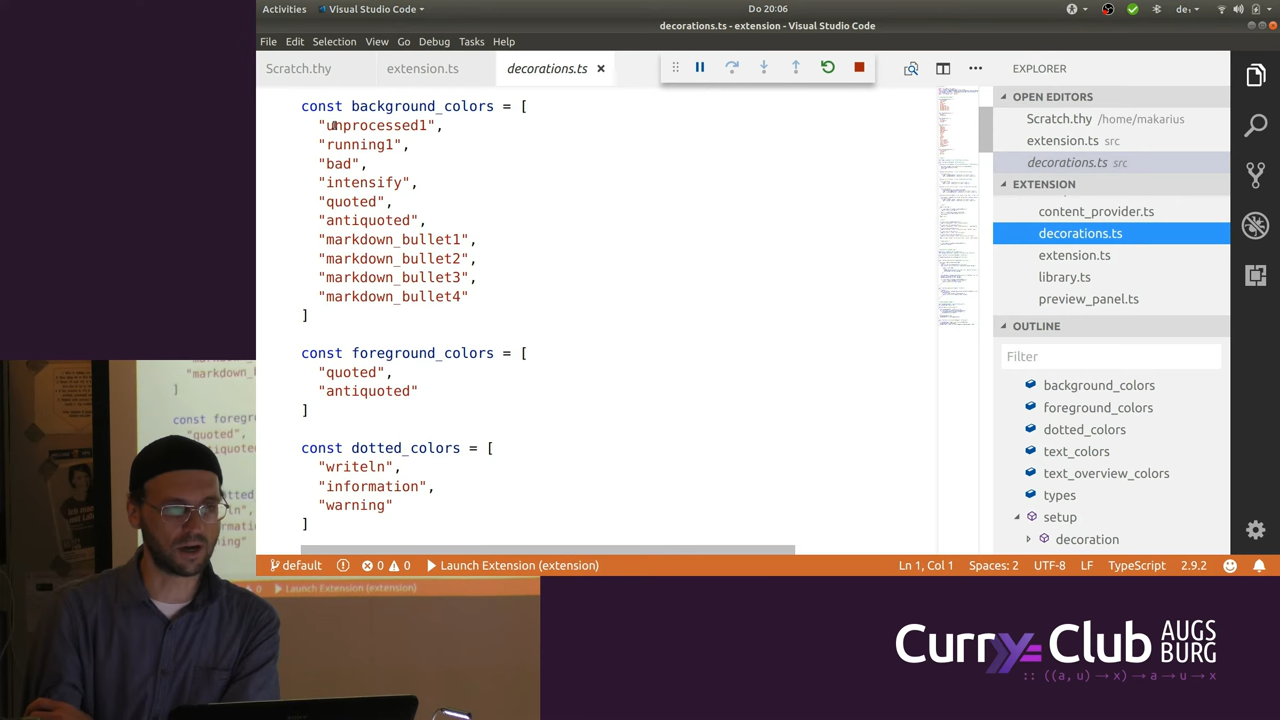 Activities Visual Studio Code Do 20:06 de
decorations.ts - extension - Visual Studio Code
File Edit Selection View Go Debug Tasks Help
Scratch.thy extension.ts decorations.ts ×
const background_colors = [
"unprocessed1",
"running1",
"bad",
"intensify",
"quoted",
"antiquoted",
"markdown_bullet1",
"markdown_bullet2",
"markdown_bullet3",
"markdown_bullet4"
]
const foreground_colors = [
"quoted",
"antiquoted"
]
const dotted_colors = [
"writeln",
"information",
"warning"
]
EXPLORER
OPEN EDITORS
Scratch.thy /home/makarius
extension.ts src
decorations.ts src
EXTENSION
content_provider.ts
decorations.ts
extension.ts
library.ts
preview_panel.ts
OUTLINE
Filter
background_colors
foreground_colors
dotted_colors
text_colors
text_overview_colors
types
setup
decoration
default 0 0 Launch Extension (extension) Ln 1, Col 1 Spaces: 2 UTF-8 LF TypeScript 2.9.2
]
"quoted",
Launch Extension (extension)
Curry Club AUGS
BURG
:: ((a, u) → x) → a → u → x